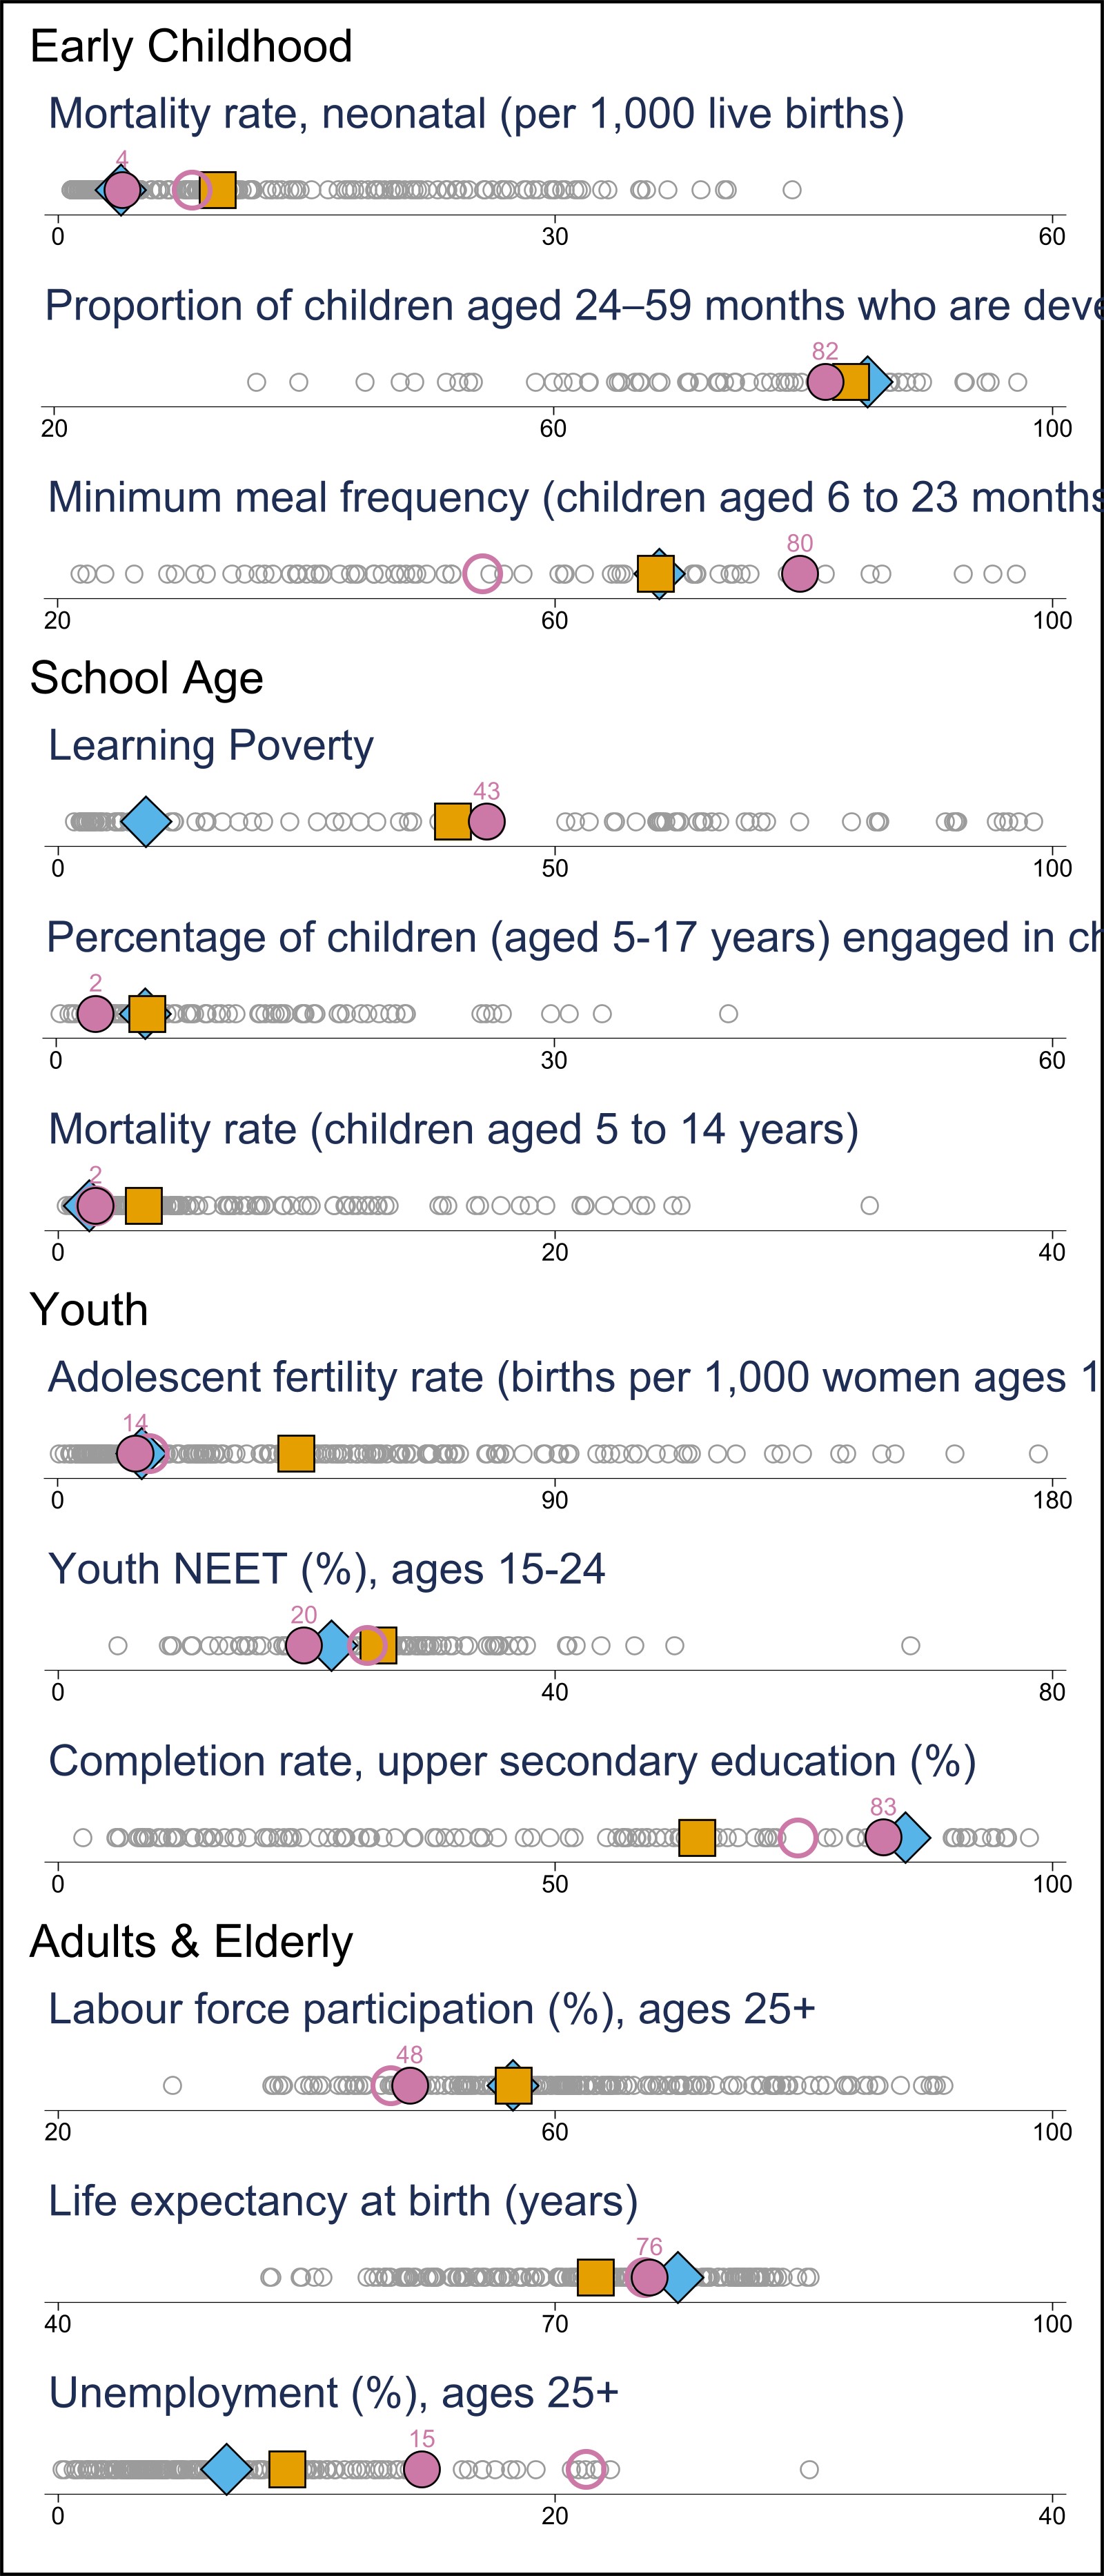 Early Childhood
Mortality rate, neonatal (per 1,000 live births)
4
0 30 60
Proportion of children aged 24–59 months who are deve
82
20 60 100
Minimum meal frequency (children aged 6 to 23 months
80
20 60 100
School Age
Learning Poverty
43
0 50 100
Percentage of children (aged 5-17 years) engaged in ch
2
0 30 60
Mortality rate (children aged 5 to 14 years)
2
0 20 40
Youth
Adolescent fertility rate (births per 1,000 women ages 1
14
0 90 180
Youth NEET (%), ages 15-24
20
0 40 80
Completion rate, upper secondary education (%)
83
0 50 100
Adults & Elderly
Labour force participation (%), ages 25+
48
20 60 100
Life expectancy at birth (years)
76
40 70 100
Unemployment (%), ages 25+
15
0 20 40